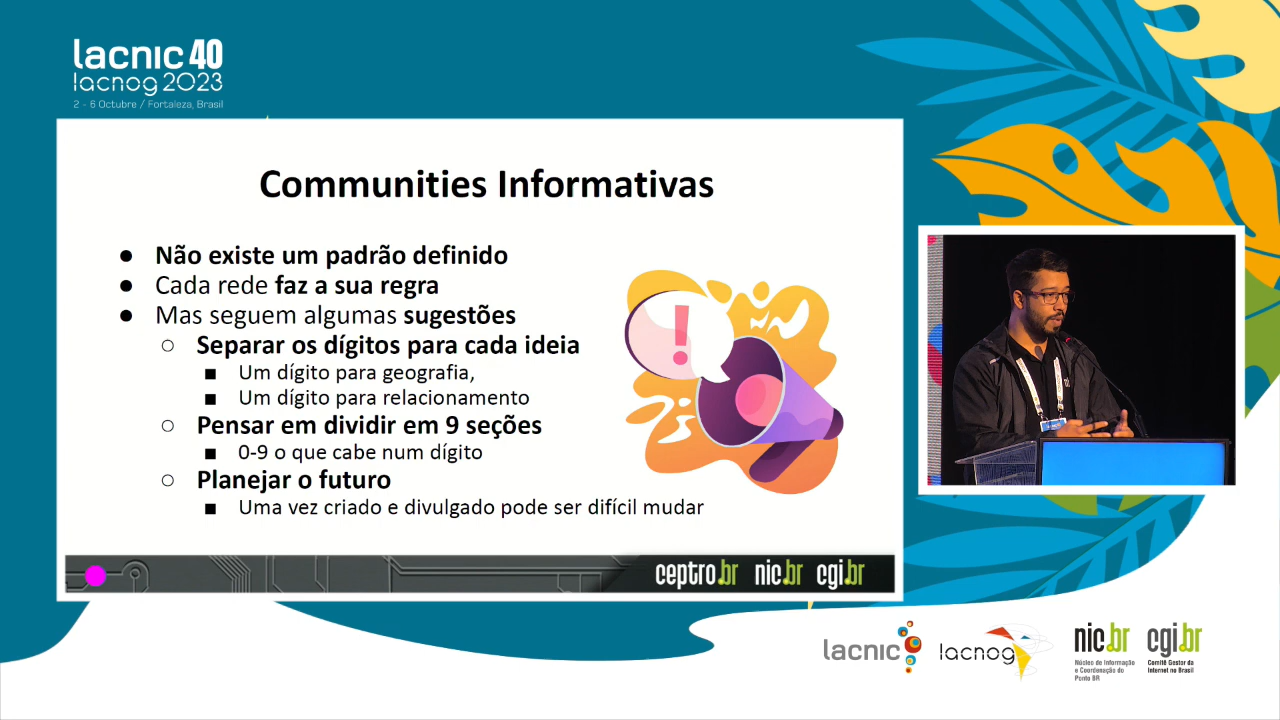 lacnic 40
lacnog 2023
2 - 6 Octubre / Fortaleza, Brasil
Communities Informativas
● Não existe um padrão definido
● Cada rede faz a sua regra
● Mas seguem algumas sugestões
○ Separar os dígitos para cada ideia
■ Um dígito para geografia,
■ Um dígito para relacionamento
○ Pensar em dividir em 9 seções
■ 0-9 o que cabe num dígito
○ Planejar o futuro
■ Uma vez criado e divulgado pode ser difícil mudar
!
ceptro.br nic.br cgi.br
lacnic
lacnog
nic.br
Núcleo de Informação
e Coordenação do
Ponto BR
cgi.br
Comitê Gestor da
Internet no Brasil